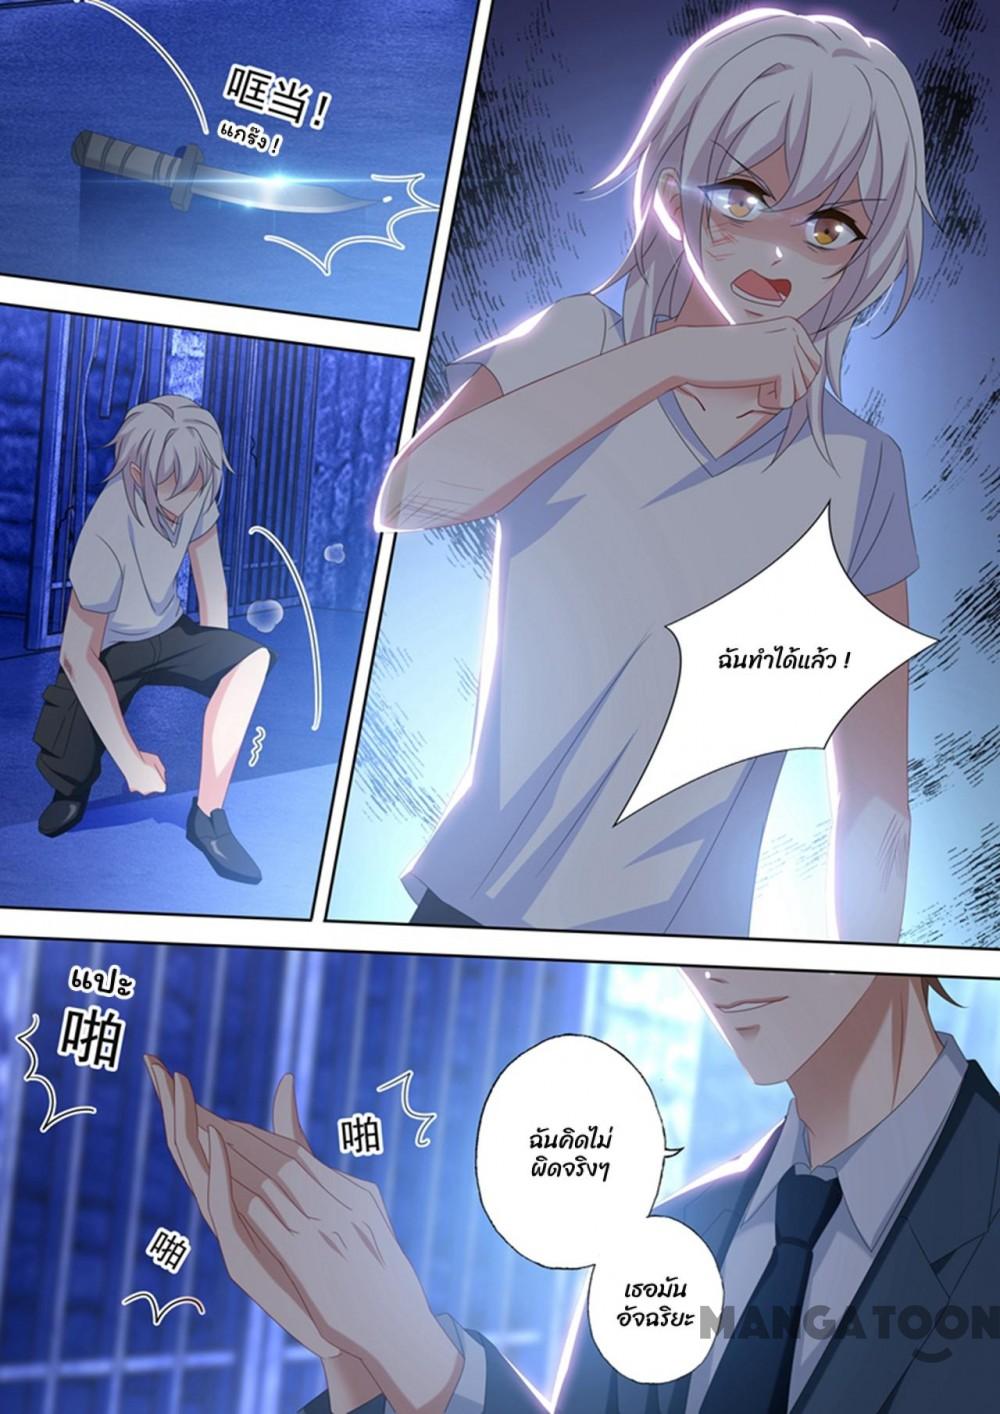 哐当！
แกร๊ง !
ฉันทำได้แล้ว !
แปะ
啪
啪
啪
ฉันคิดไม่
ผิดจริงๆ
เธอมัน
อัจฉริยะ
MANGATOON